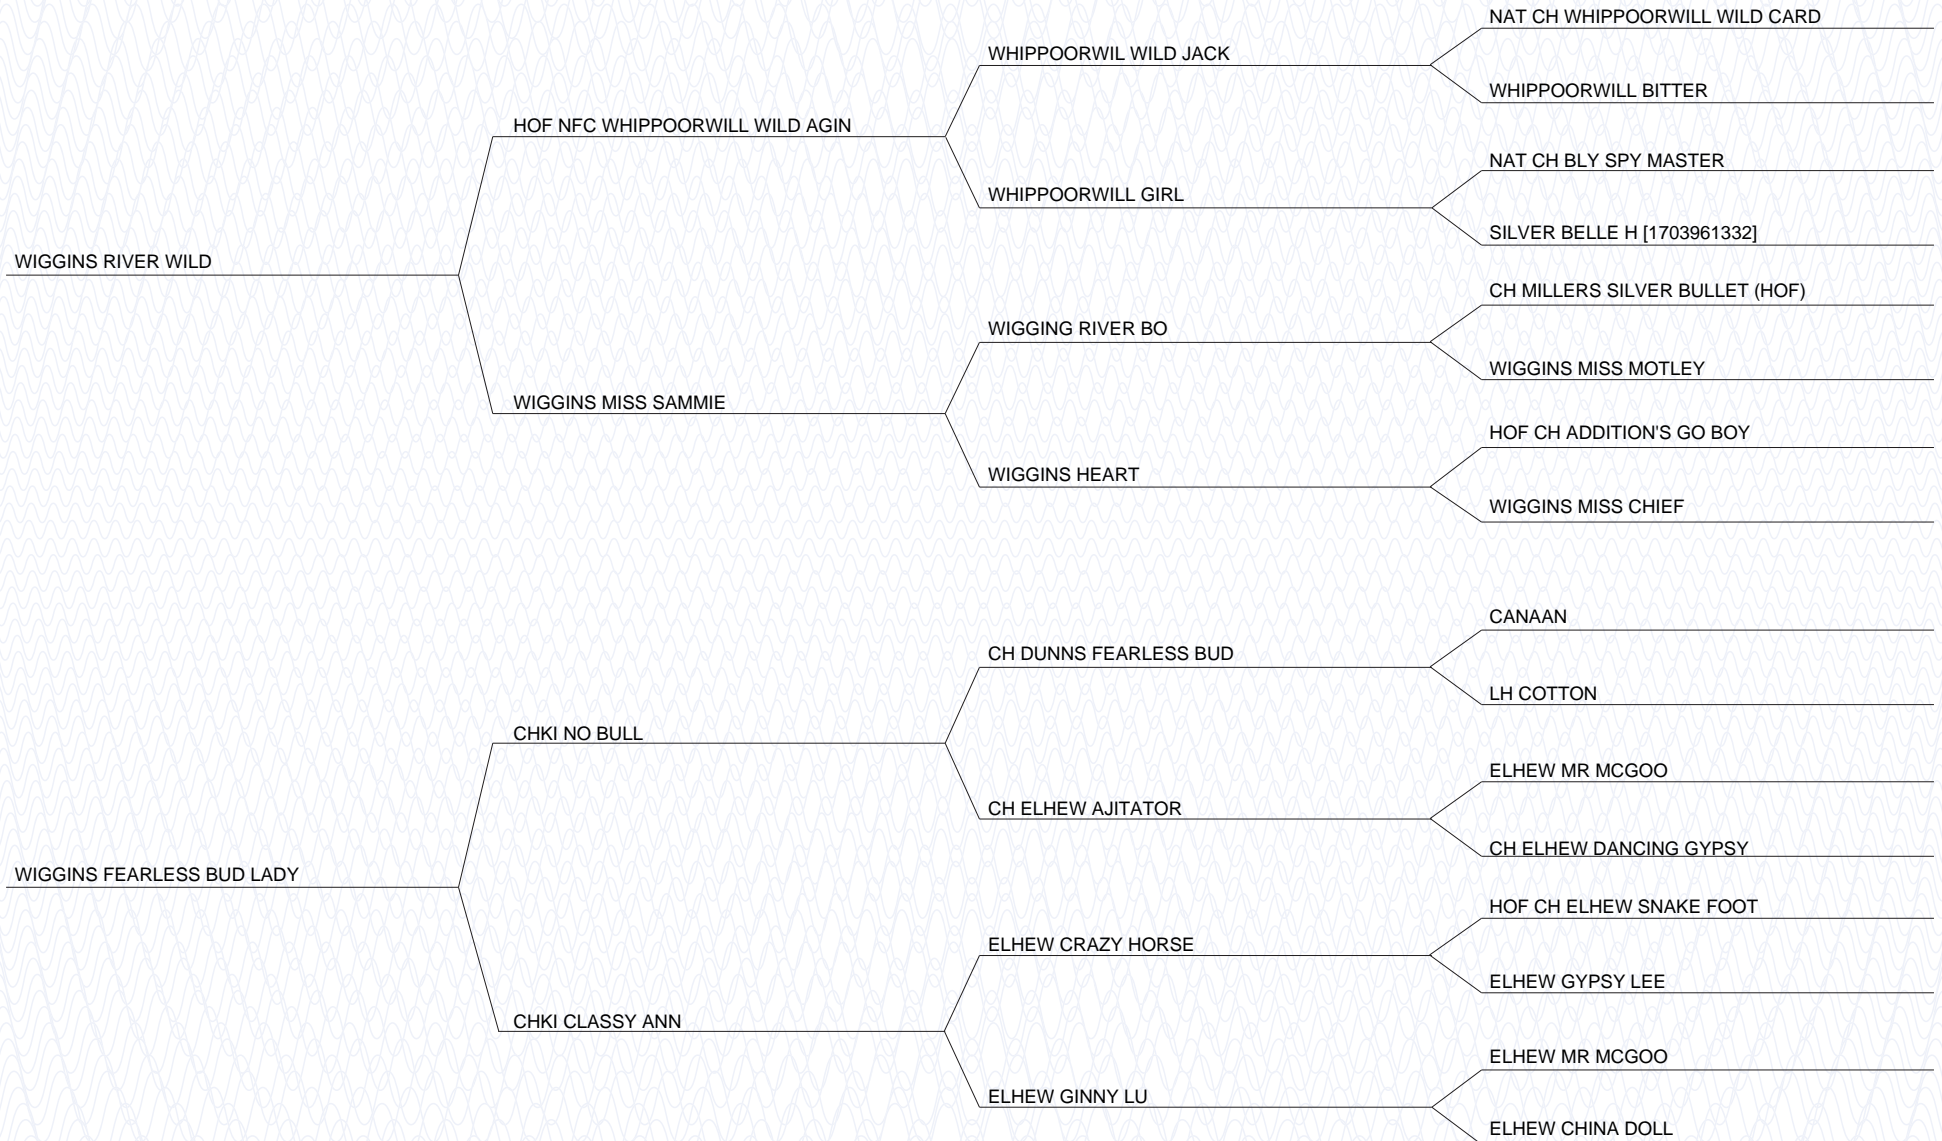 NAT CH WHIPPOORWILL WILD CARD
WHIPPOORWIL WILD JACK
WHIPPOORWILL BITTER
HOF NFC WHIPPOORWILL WILD AGIN
NAT CH BLY SPY MASTER
WHIPPOORWILL GIRL
SILVER BELLE H [1703961332]
WIGGINS RIVER WILD
CH MILLERS SILVER BULLET (HOF)
WIGGING RIVER BO
WIGGINS MISS MOTLEY
WIGGINS MISS SAMMIE
HOF CH ADDITION'S GO BOY
WIGGINS HEART
WIGGINS MISS CHIEF
CANAAN
CH DUNNS FEARLESS BUD
LH COTTON
CHKI NO BULL
ELHEW MR MCGOO
CH ELHEW AJITATOR
CH ELHEW DANCING GYPSY
WIGGINS FEARLESS BUD LADY
HOF CH ELHEW SNAKE FOOT
ELHEW CRAZY HORSE
ELHEW GYPSY LEE
CHKI CLASSY ANN
ELHEW MR MCGOO
ELHEW GINNY LU
ELHEW CHINA DOLL